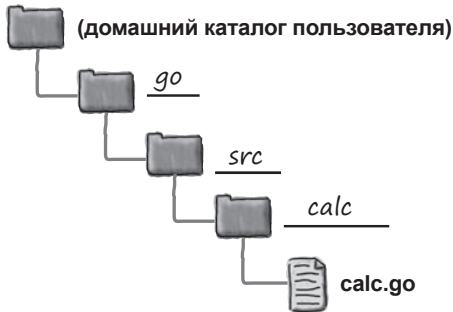 (домашний каталог пользователя)
go
src
calc
calc.go